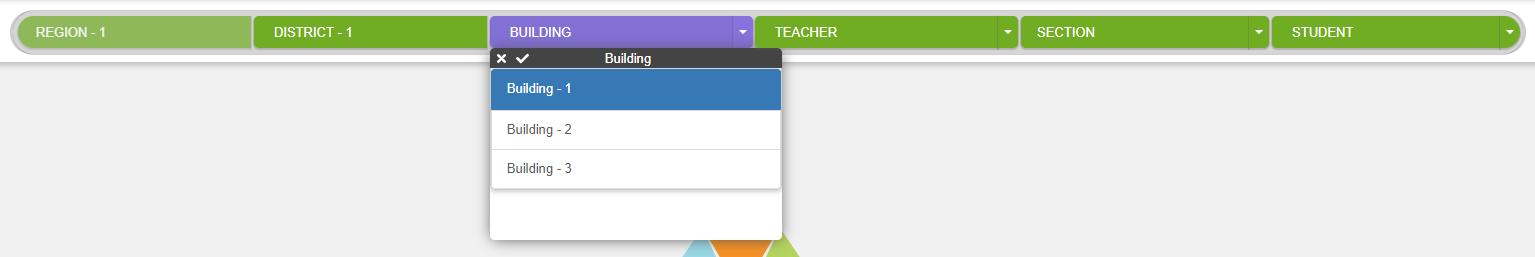 REGION - 1
DISTRICT - 1
BUILDING
TEACHER
SECTION
STUDENT
Building
Building - 1
Building - 2
Building - 3